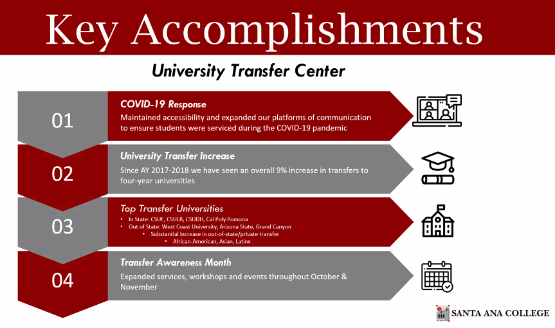 Key Accomplishments
University Transfer Center
01
COVID-19 Response
Maintained accessibility and expanded our platforms of communication
to ensure students were serviced during the COVID-19 pandemic
02
University Transfer Increase
Since AY 2017-2018 we have seen an overall 9% increase in transfers to
four-year universities
03
Top Transfer Universities
• In State: CSUF, CSULB, CSUDH, Cal Poly Pomona
• Out of State: West Coast University, Arizona State, Grand Canyon
• Substantial increase in out-of-state/private transfer
• African-American, Asian, Latinx
04
Transfer Awareness Month
Expanded services, workshops and events throughout October &
November
SANTA ANA COLLEGE